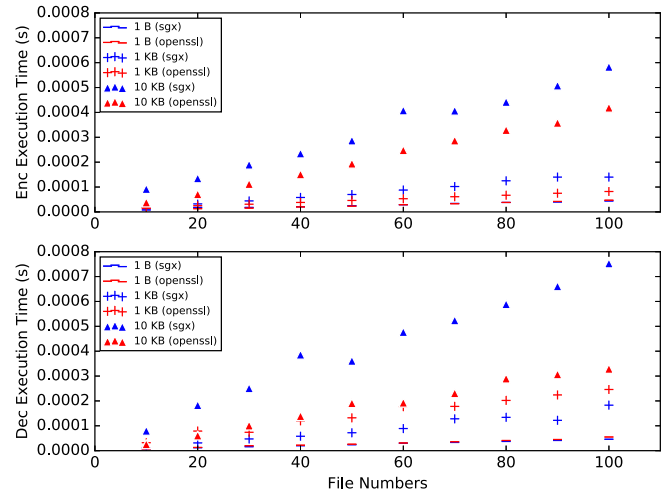 0.0008
0.0007
0.0006
0.0005
0.0004
0.0003
0.0002
0.0001
0.0000
Enc Execution Time (s)
1 B (sgx)
1 B (openssl)
1 KB (sgx)
1 KB (openssl)
10 KB (sgx)
10 KB (openssl)
0 20 40 60 80 100
0.0008
0.0007
0.0006
0.0005
0.0004
0.0003
0.0002
0.0001
0.0000
Dec Execution Time (s)
1 B (sgx)
1 B (openssl)
1 KB (sgx)
1 KB (openssl)
10 KB (sgx)
10 KB (openssl)
0 20 40 60 80 100
File Numbers